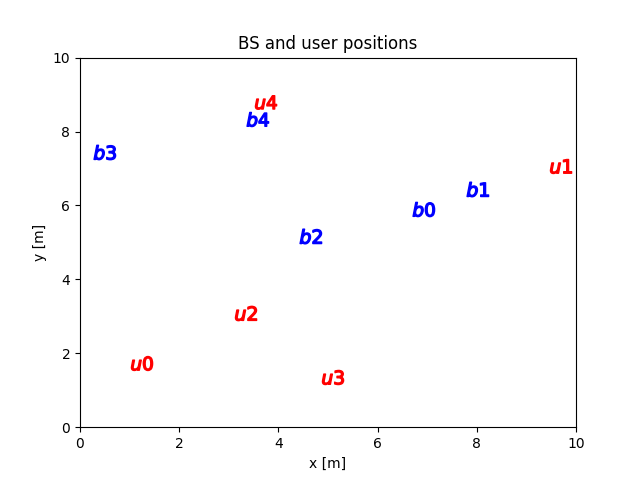 BS and user positions
10
u4
b4
8
b3
u1
b1
6
b0
b2
y [m]
4
u2
2
u0
u3
0
0 2 4 6 8 10
x [m]